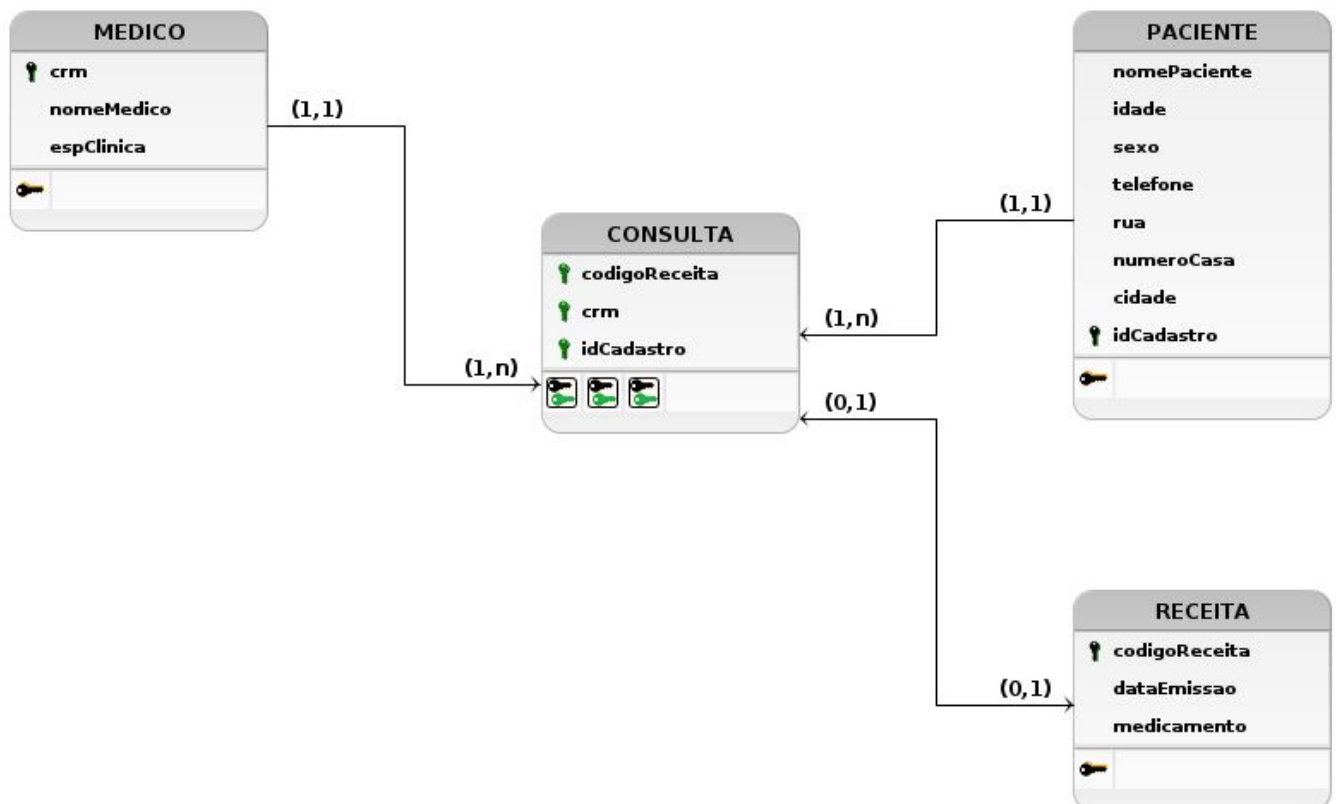 MEDICO
crm
nomeMedico
espClinica
(1,1)
(1,n)
CONSULTA
codigoReceita
crm
idCadastro
PACIENTE
nomePaciente
idade
sexo
telefone
rua
numeroCasa
cidade
idCadastro
(1,1)
(1,n)
(0,1)
(0,1)
RECEITA
codigoReceita
dataEmissao
medicamento